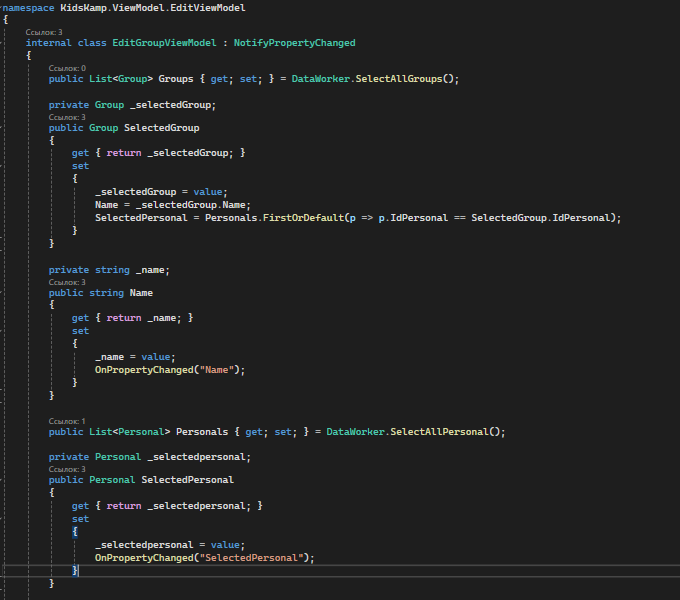 namespace KidsKamp.ViewModel.EditViewModel
{
Ссылок: 3
internal class EditGroupViewModel : NotifyPropertyChanged
{
Ссылок: 0
public List<Group> Groups { get; set; } = DataWorker.SelectAllGroups();
private Group _selectedGroup;
Ссылок: 3
public Group SelectedGroup
{
get { return _selectedGroup; }
set
{
_selectedGroup = value;
Name = _selectedGroup.Name;
SelectedPersonal = Personals.FirstOrDefault(p => p.IdPersonal == SelectedGroup.IdPersonal);
}
}
private string _name;
Ссылок: 3
public string Name
{
get { return _name; }
set
{
_name = value;
OnPropertyChanged("Name");
}
}
Ссылок: 1
public List<Personal> Personals { get; set; } = DataWorker.SelectAllPersonal();
private Personal _selectedpersonal;
Ссылок: 3
public Personal SelectedPersonal
{
get { return _selectedpersonal; }
set
{
_selectedpersonal = value;
OnPropertyChanged("SelectedPersonal");
}
}